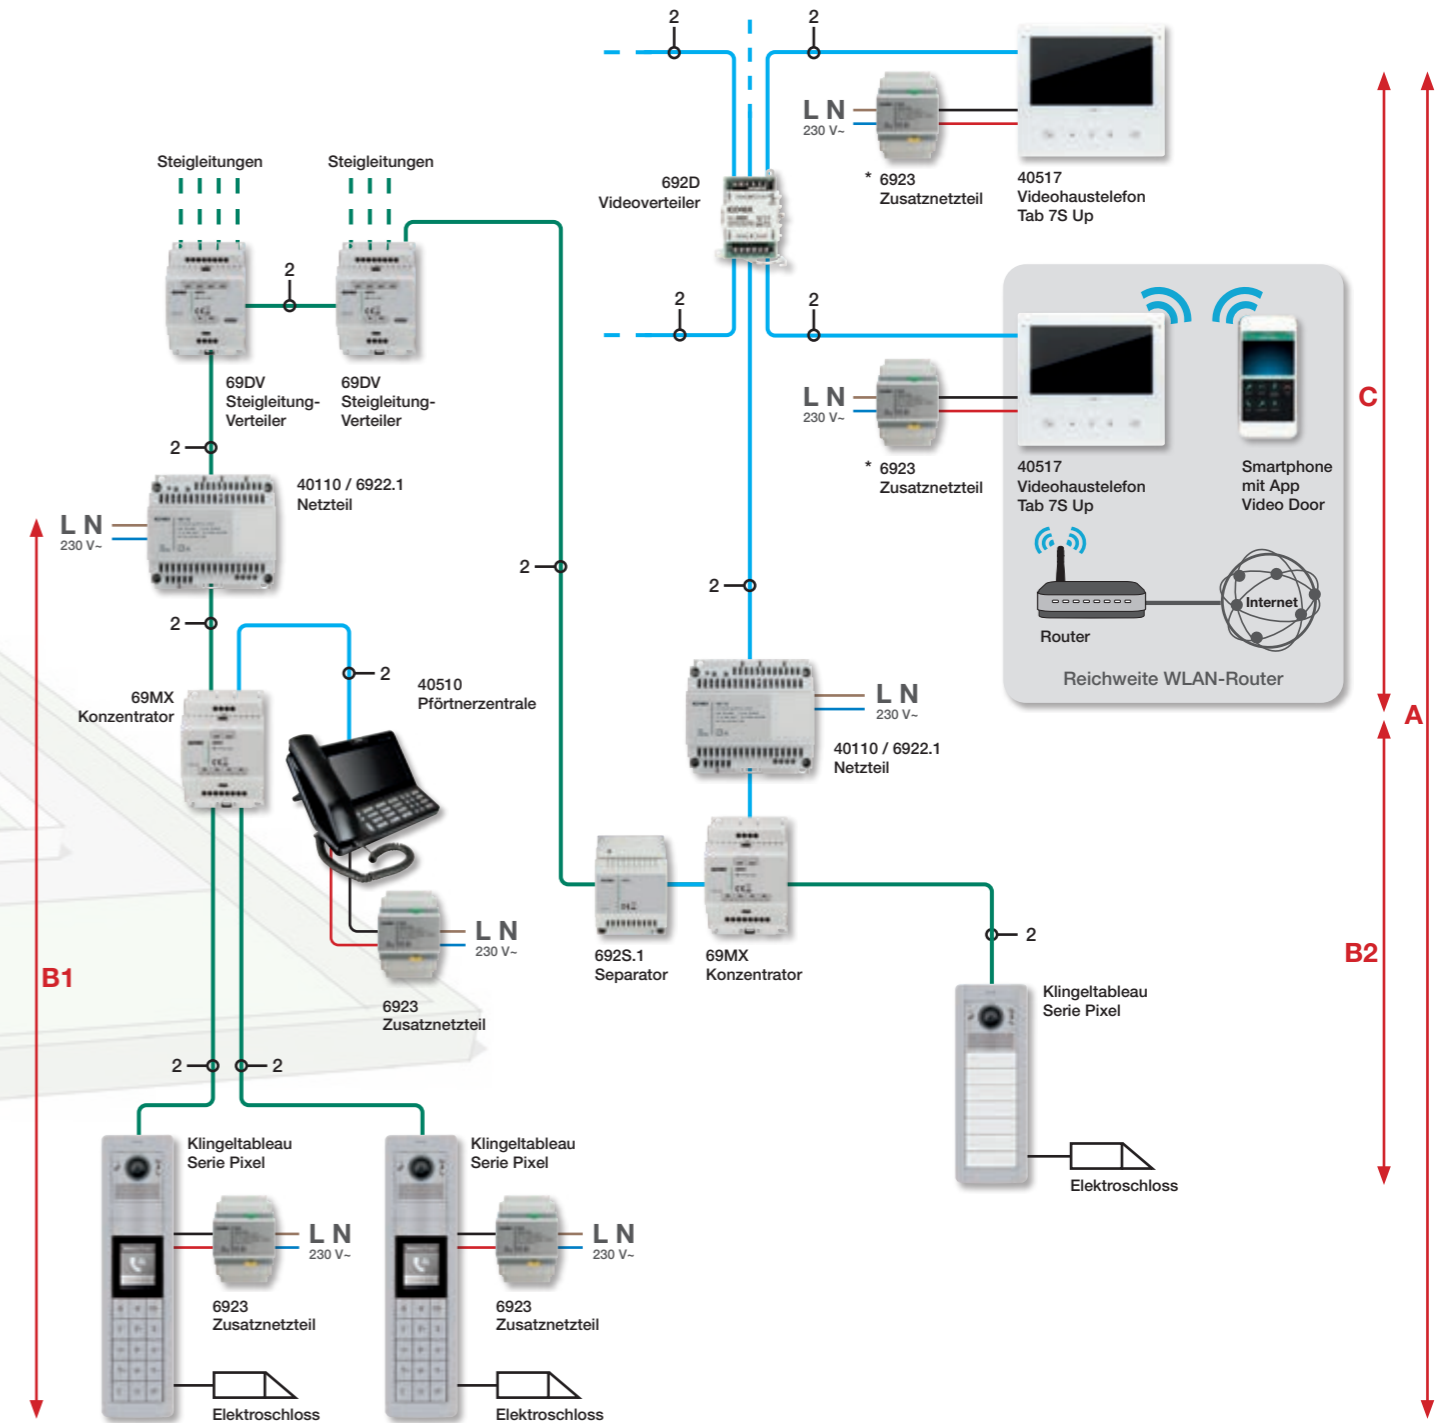 2
2
L N
230 V~
* 6923
Zusatznetzteil
40517
Videohaustelefon
Tab 7S Up
692D
Videoverteiler
Steigleitungen
Steigleitungen
2
69DV
Steigleitung-
Verteiler
69DV
Steigleitung-
Verteiler
2
2
L N
230 V~
* 6923
Zusatznetzteil
40517
Videohaustelefon
Tab 7S Up
Smartphone
mit App
Video Door
Router
Internet
Reichweite WLAN-Router
C
A
2
40110 / 6922.1
Netzteil
L N
230 V~
2
2
2
69MX
Konzentrator
2
40510
Pförtnerzentrale
L N
230 V~
40110 / 6922.1
Netzteil
L N
230 V~
6923
Zusatznetzteil
692S.1
Separator
69MX
Konzentrator
2
B1
B2
Klingeltableau
Serie Pixel
Elektroschloss
2
2
Klingeltableau
Serie Pixel
L N
230 V~
6923
Zusatznetzteil
Elektroschloss
Klingeltableau
Serie Pixel
L N
230 V~
6923
Zusatznetzteil
Elektroschloss